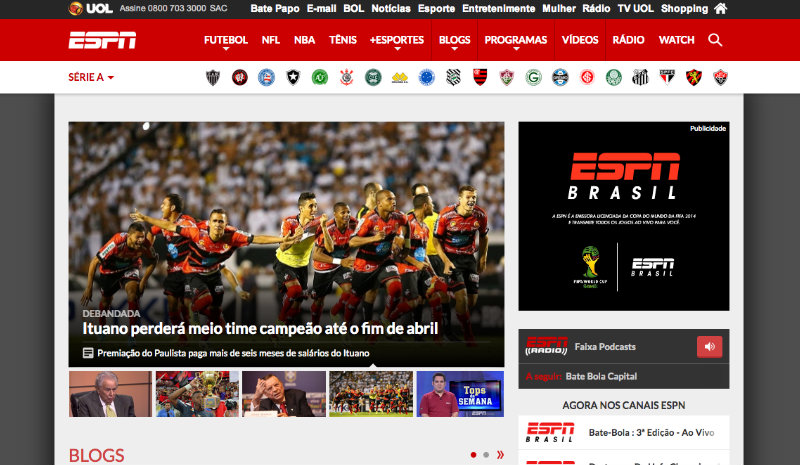 UOL Assine 0800 703 3000 SAC
Bate Papo E-mail BOL Notícias Esporte Entretenimento Mulher Rádio TV UOL Shopping
ESPN
FUTEBOL NFL NBA TÊNIS +ESPORTES BLOGS PROGRAMAS VÍDEOS RÁDIO WATCH
SÉRIE A
DEBANDADA
Ituano perderá meio time campeão até o fim de abril
Premiação do Paulista paga mais de seis meses de salários do Ituano
Tops da
SEMANA
BLOGS
Publicidade
ESPN
BRASIL
A ESPN É A EMISSORA LICENCIADA DA COPA DO MUNDO DA FIFA 2014
E TRANSMITE TODOS OS JOGOS AO VIVO PARA VOCÊ.
FIFA WORLD CUP
Brasil
ESPN
BRASIL
ESPN
RADIO
Faixa Podcasts
A seguir: Bate Bola Capital
AGORA NOS CANAIS ESPN
ESPN
BRASIL
Bate-Bola : 3ª Edição - Ao Vivo
ESPN